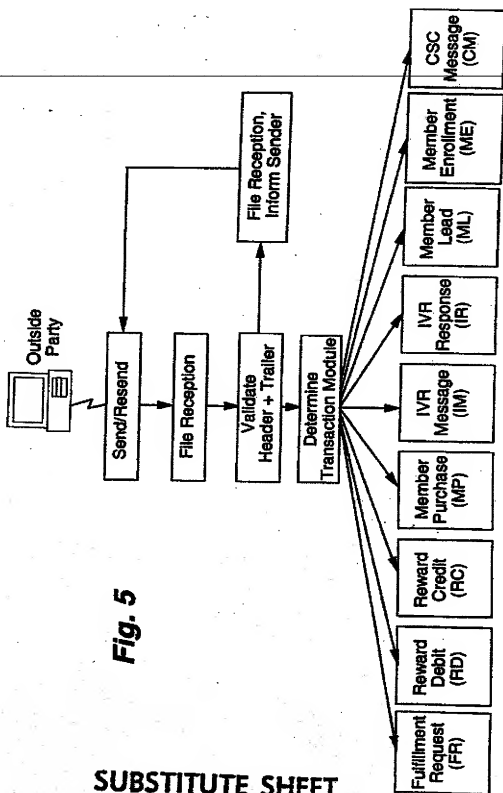 Outside
Party
Send/Resend
File Reception
Validate
Header + Trailer
File Reception,
Inform Sender
Determine
Transaction Module
Fulfillment
Request
(FR)
Reward
Debit
(RD)
Reward
Credit
(RC)
Member
Purchase
(MP)
IVR
Message
(IM)
IVR
Response
(IR)
Member
Lead
(ML)
Member
Enrollment
(ME)
CSC
Message
(CM)
Fig. 5
SUBSTITUTE SHEET